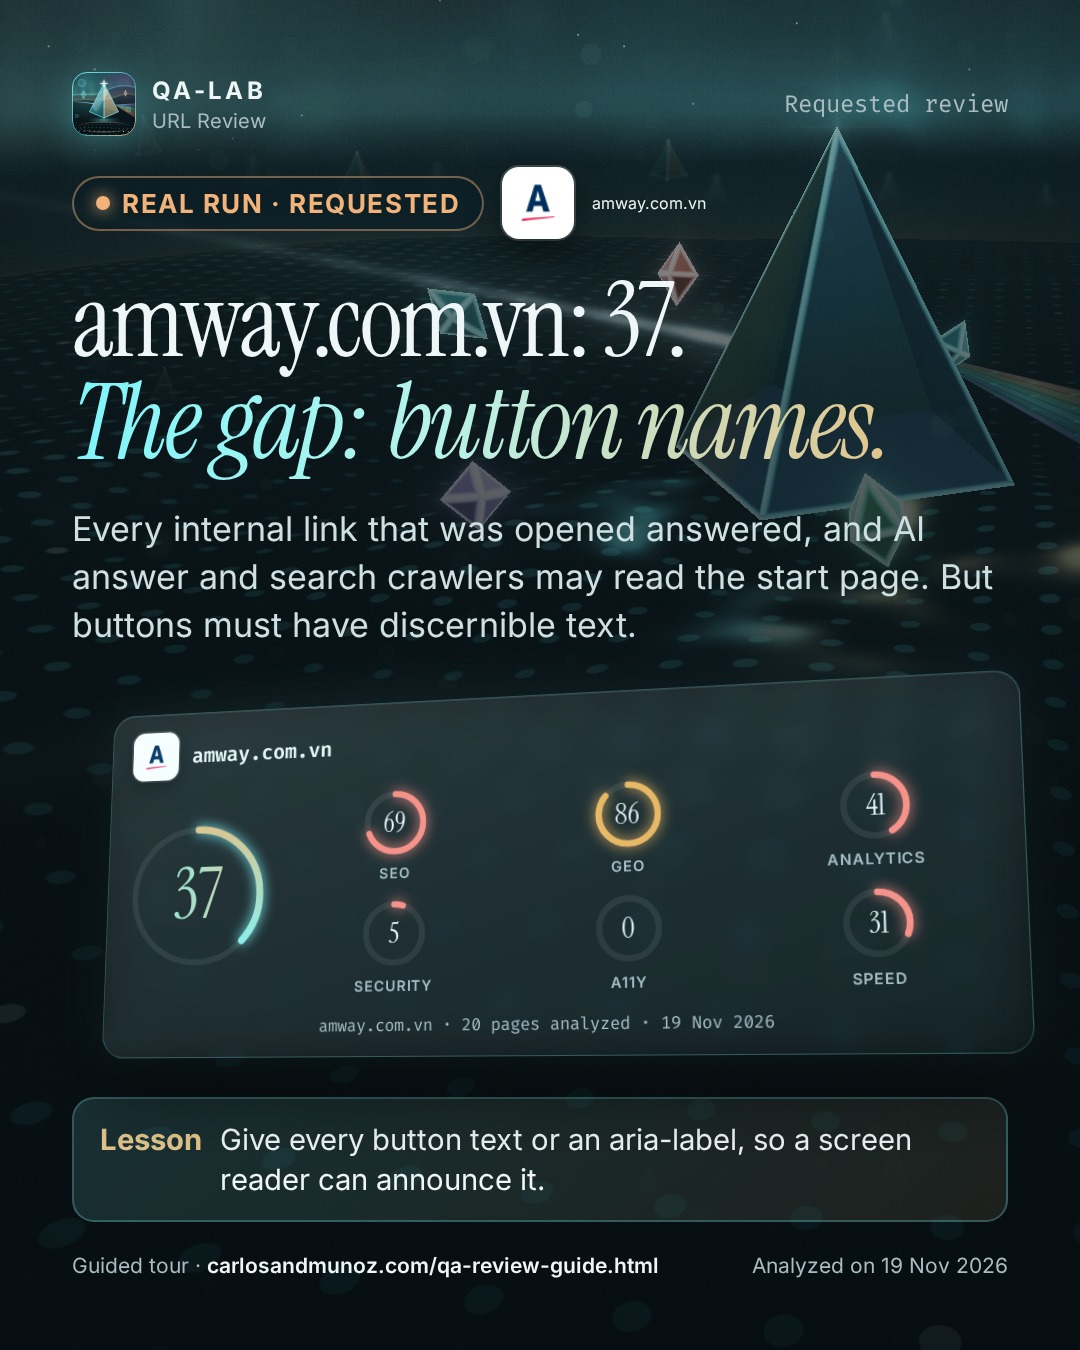 QA-LAB
URL Review
Requested review
REAL RUN · REQUESTED
A
amway.com.vn
amway.com.vn: 37.
The gap: button names.
Every internal link that was opened answered, and AI
answer and search crawlers may read the start page. But
buttons must have discernible text.
A
amway.com.vn
37
69
SEO
86
GEO
41
ANALYTICS
5
SECURITY
0
A11Y
31
SPEED
amway.com.vn · 20 pages analyzed · 19 Nov 2026
Lesson Give every button text or an aria-label, so a screen
reader can announce it.
Guided tour · carlosandmunoz.com/qa-review-guide.html
Analyzed on 19 Nov 2026